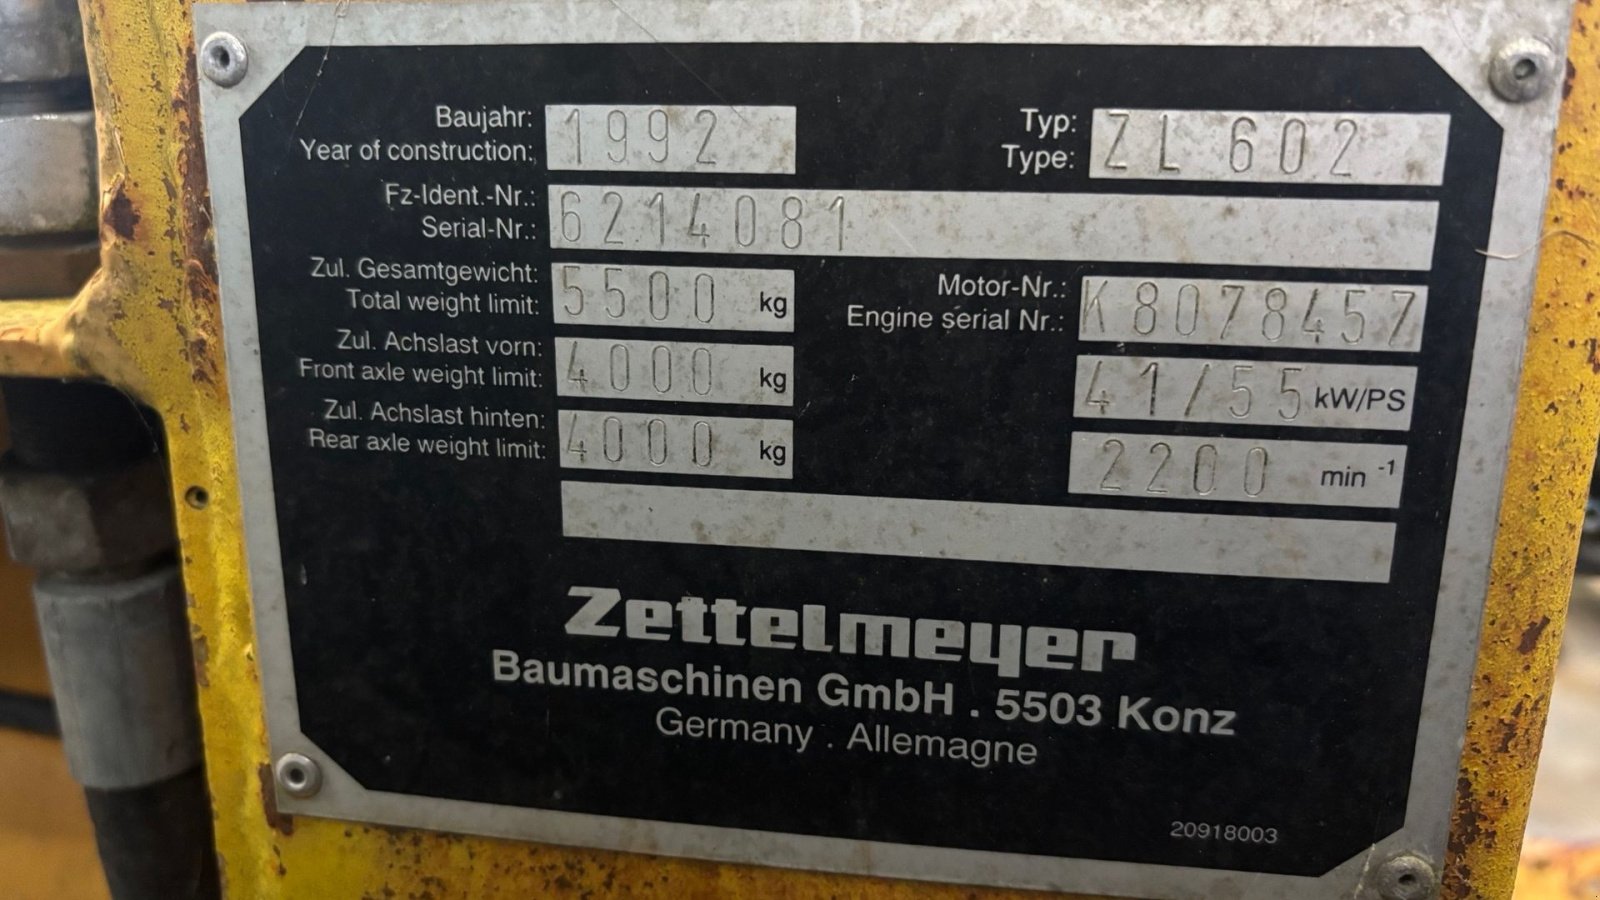 Baujahr: 1992 Typ: ZL 602
Year of construction: Type:
Fz-Ident.-Nr.: 6214081
Serial-Nr.:
Zul. Gesamtgewicht: 5500 kg Motor-Nr.: K8078457
Total weight limit: Engine serial Nr.:
Zul. Achslast vorn: 4000 kg 41/55 kW/PS
Front axle weight limit:
Zul. Achslast hinten: 4000 kg 2200 min -1
Rear axle weight limit:
Zettelmeyer
Baumaschinen GmbH . 5503 Konz
Germany . Allemagne
20918003